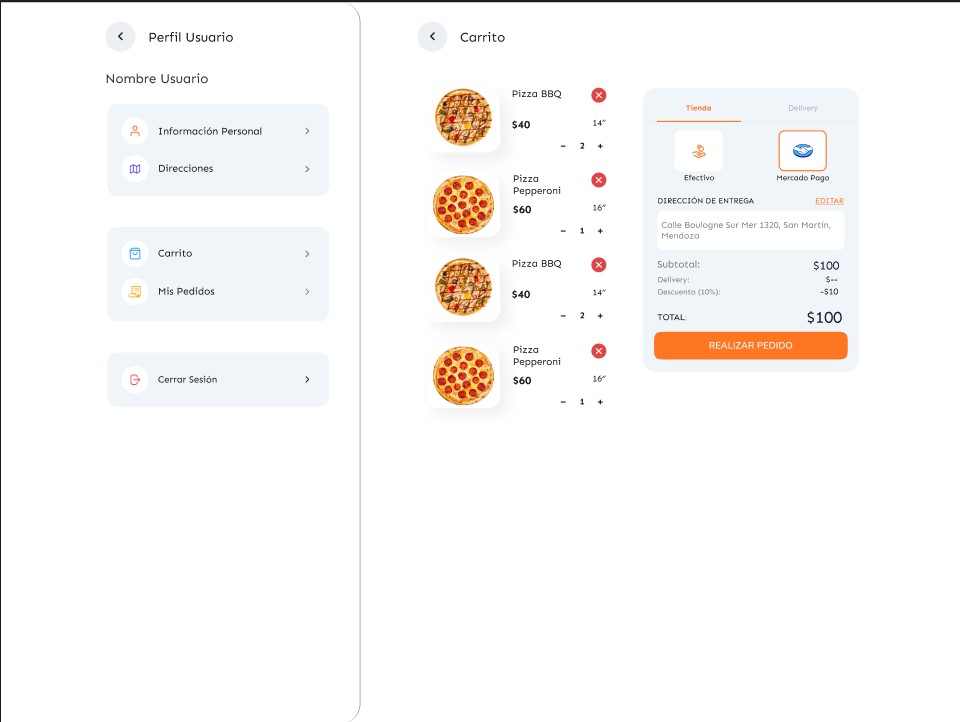 Perfil Usuario
Nombre Usuario
Información Personal
Direcciones
Carrito
Mis Pedidos
Cerrar Sesión
Carrito
Pizza BBQ
$40
14”
– 2 +
Pizza
Pepperoni
$60
16”
– 1 +
Pizza BBQ
$40
14”
– 2 +
Pizza
Pepperoni
$60
16”
– 1 +
Tienda
Delivery
Efectivo
Mercado Pago
DIRECCIÓN DE ENTREGA
EDITAR
Calle Boulogne Sur Mer 1320, San Martín,
Mendoza
Subtotal: $100
Delivery: $--
Descuento (10%): -$10
TOTAL: $100
REALIZAR PEDIDO